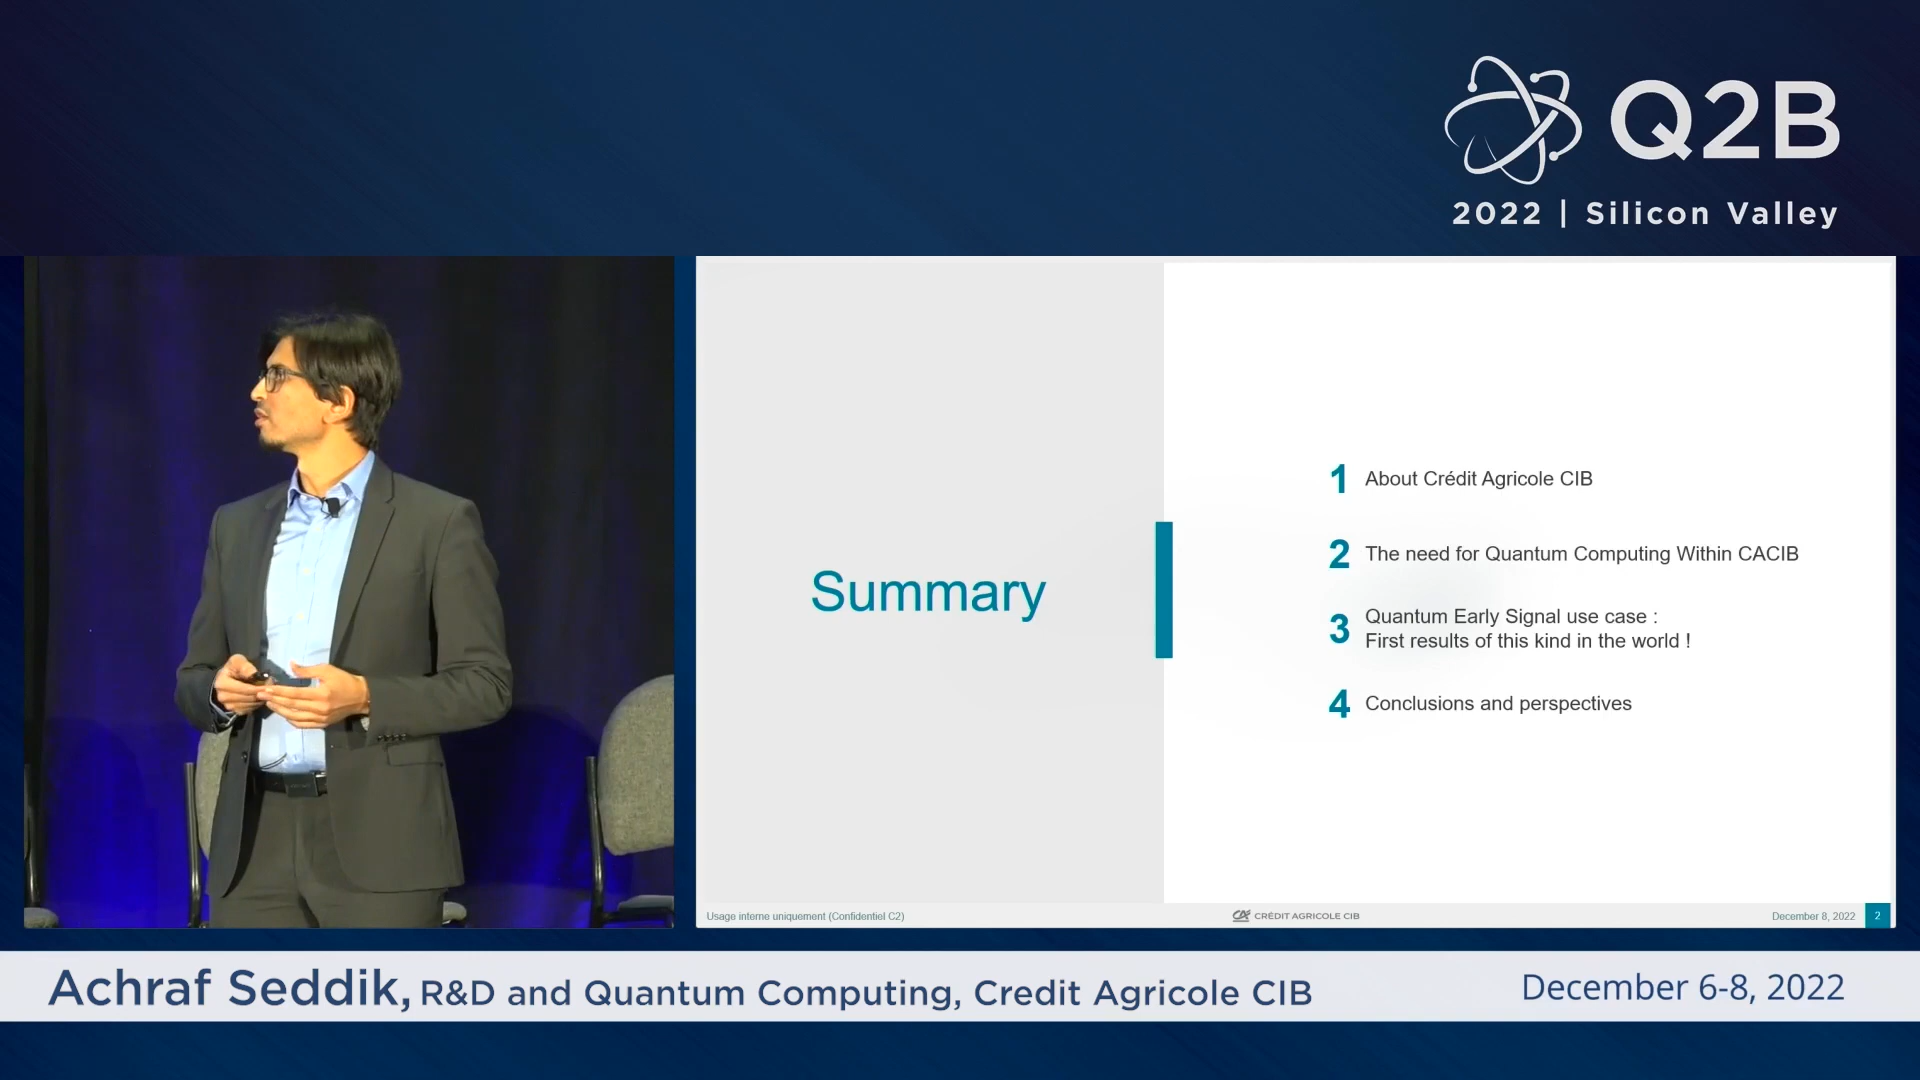 Q2B
2022 | Silicon Valley
Summary
1 About Crédit Agricole CIB
2 The need for Quantum Computing Within CACIB
3 Quantum Early Signal use case :
First results of this kind in the world !
4 Conclusions and perspectives
Usage interne uniquement (Confidentiel C2)
CA CRÉDIT AGRICOLE CIB
December 8, 2022
2
Achraf Seddik, R&D and Quantum Computing, Credit Agricole CIB
December 6-8, 2022